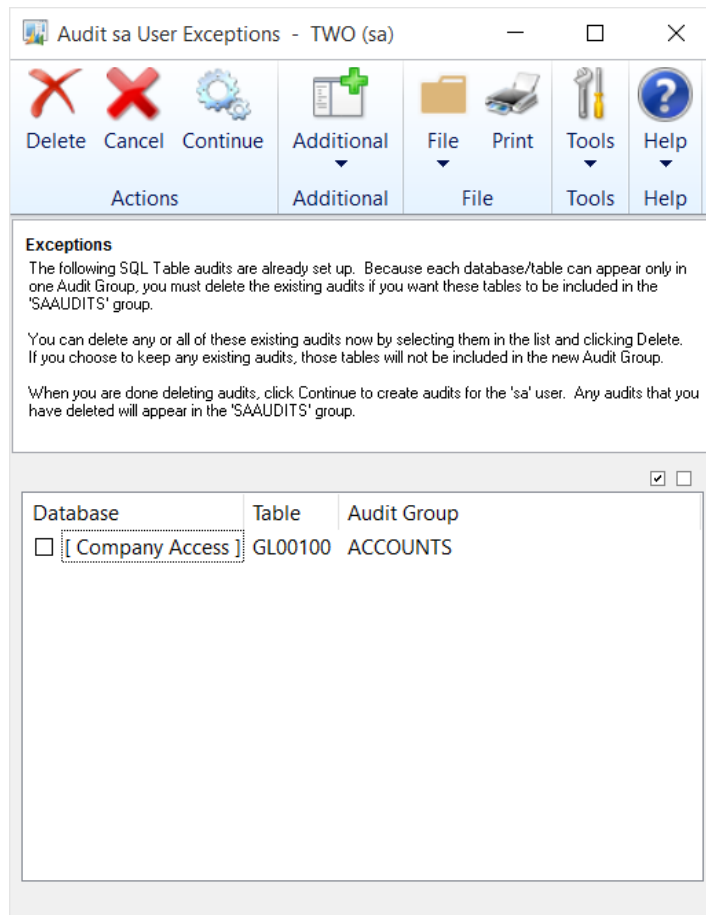 Audit sa User Exceptions - TWO (sa)
Delete Cancel Continue Additional File Print Tools Help
Actions Additional File Tools Help
Exceptions
The following SQL Table audits are already set up. Because each database/table can appear only in
one Audit Group, you must delete the existing audits if you want these tables to be included in the
'SAAUDITS' group.
You can delete any or all of these existing audits now by selecting them in the list and clicking Delete.
If you choose to keep any existing audits, those tables will not be included in the new Audit Group.
When you are done deleting audits, click Continue to create audits for the 'sa' user. Any audits that you
have deleted will appear in the 'SAAUDITS' group.
Database Table Audit Group
[ Company Access ] GL00100 ACCOUNTS